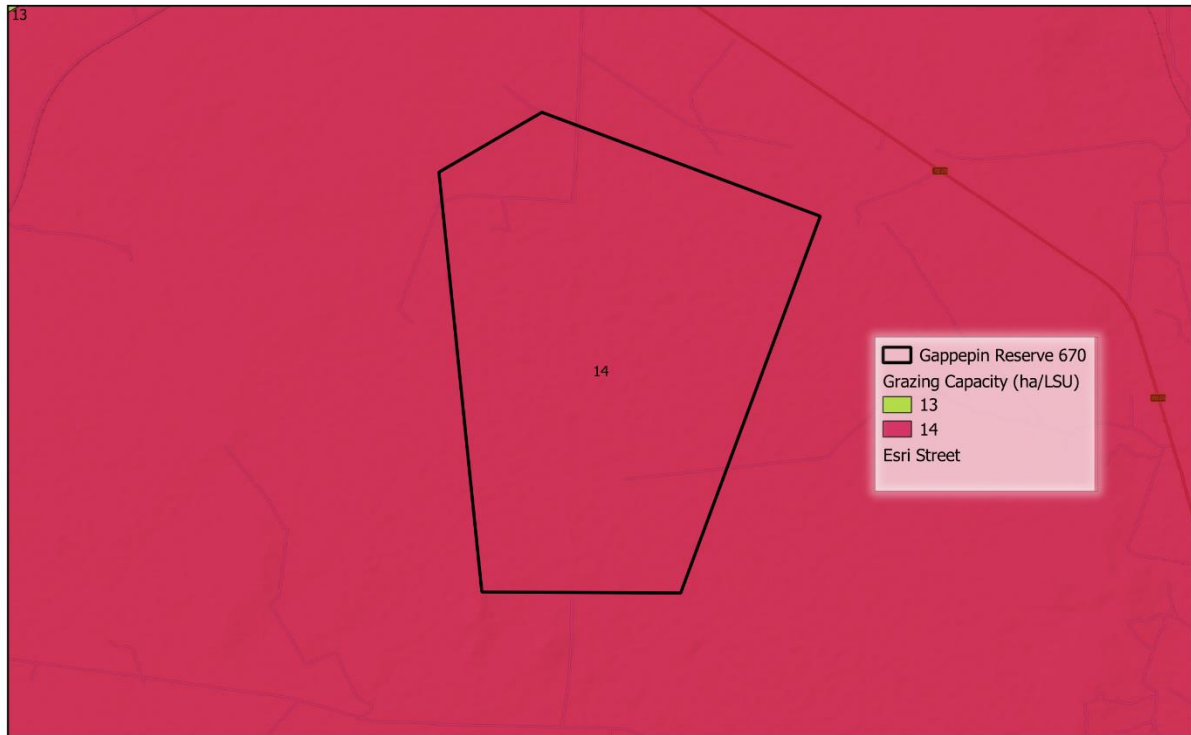 13
14
Gappepin Reserve 670
Grazing Capacity (ha/LSU)
13
14
Esri Street